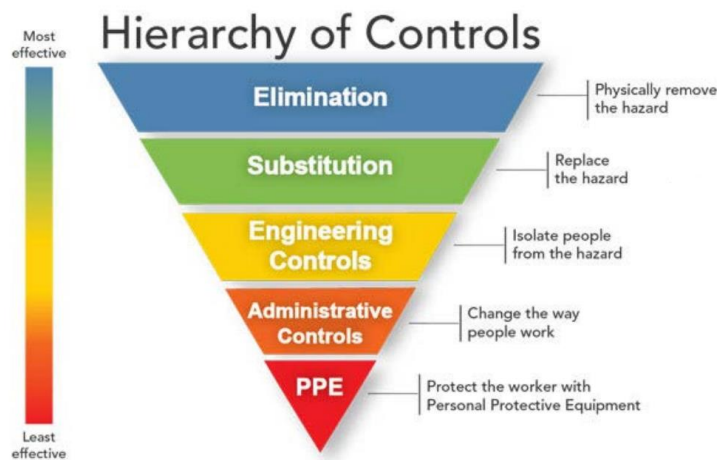 Hierarchy of Controls
Most
effective
Elimination
Physically remove
the hazard
Substitution
Replace
the hazard
Engineering
Controls
Isolate people
from the hazard
Administrative
Controls
Change the way
people work
PPE
Protect the worker with
Personal Protective Equipment
Least
effective